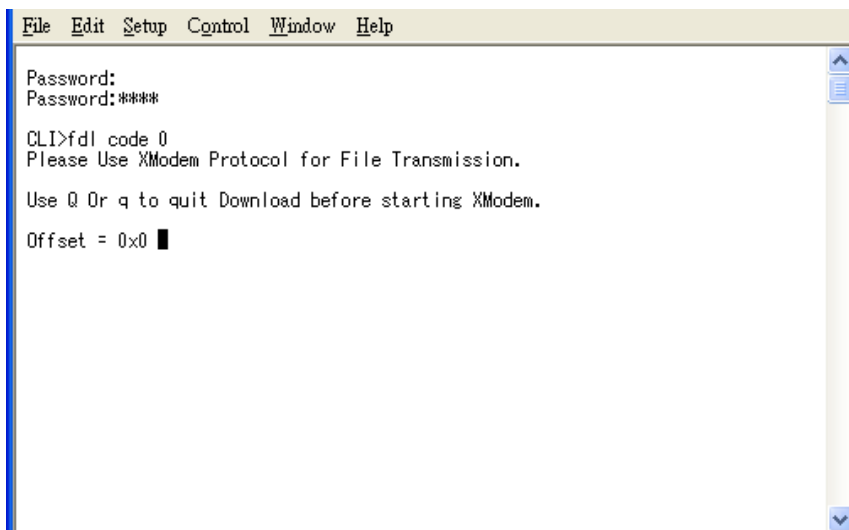 File Edit Setup Control Window Help
Password:
Password:****
CLI>fdl code 0
Please Use XModem Protocol for File Transmission.
Use Q Or q to quit Download before starting XModem.
Offset = 0x0